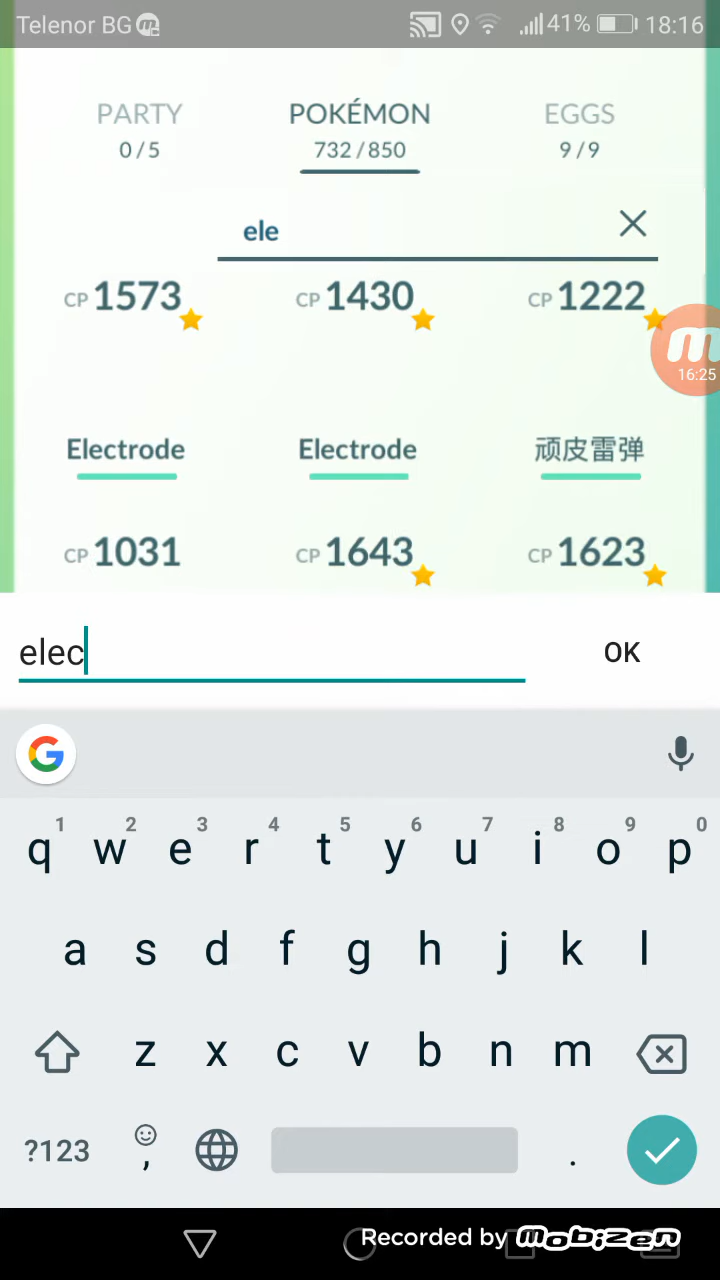 Telenor BG 41% 18:16
PARTY POKÉMON EGGS
0/5 732/850 9/9
ele
CP 1573 CP 1430 CP 1222
16:25
Electrode Electrode 顽皮雷弹
CP 1031 CP 1643 CP 1623
elec OK
1 2 3 4 5 6 7 8 9 0
q w e r t y u i o p
a s d f g h j k l
z x c v b n m
?123 , .
Recorded by mobizen